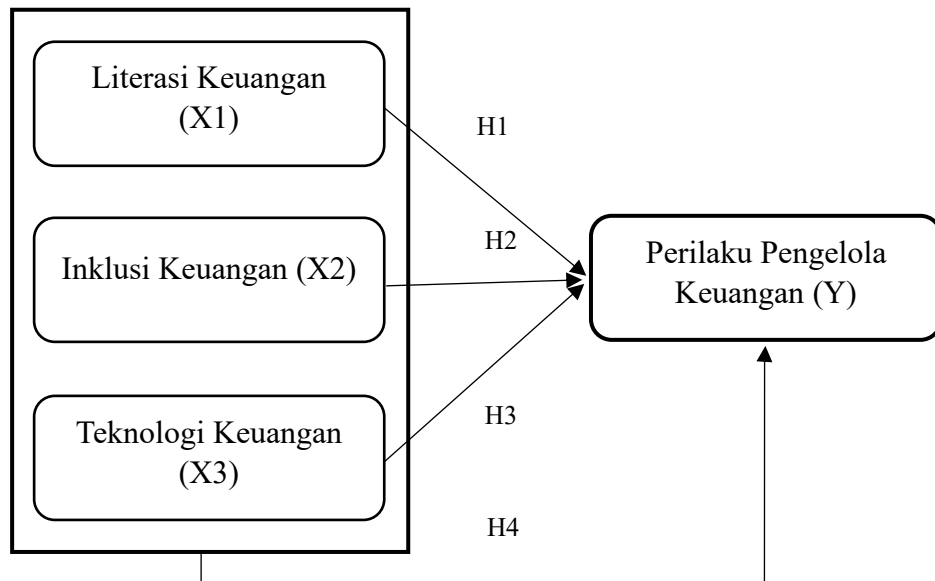 Literasi Keuangan
(X1)
H1
H2
Inklusi Keuangan (X2)
Perilaku Pengelola
Keuangan (Y)
Teknologi Keuangan
(X3)
H3
H4